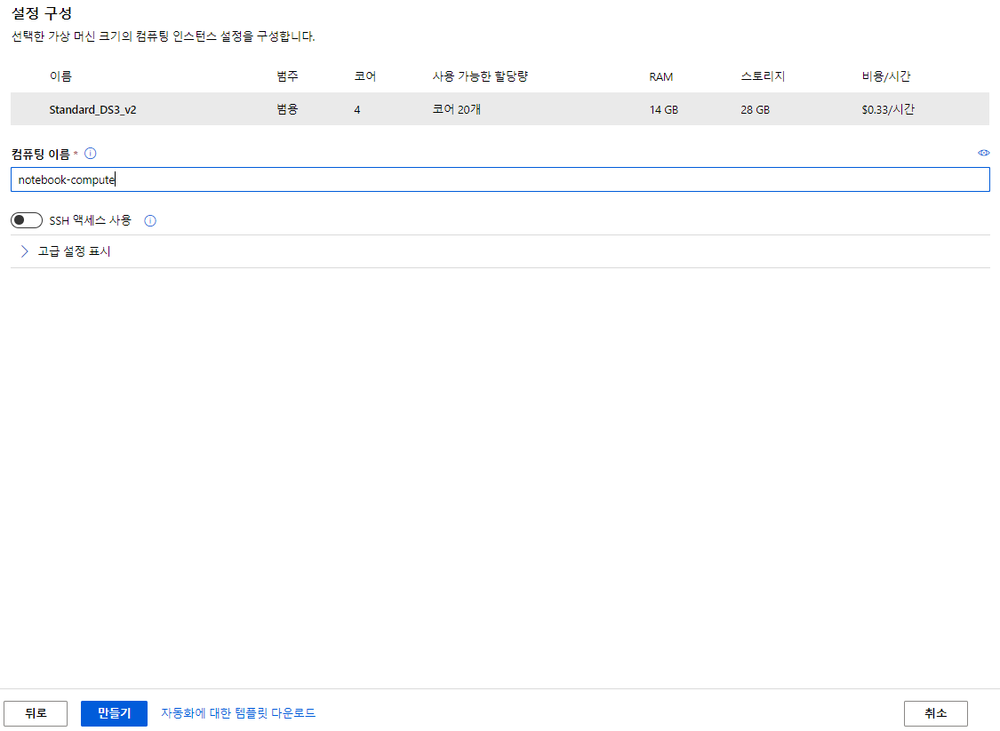 설정 구성
선택한 가상 머신 크기의 컴퓨팅 인스턴스 설정을 구성합니다.
이름 범주 코어 사용 가능한 할당량 RAM 스토리지 비용/시간
Standard_DS3_v2 범용 4 코어 20개 14 GB 28 GB $0.33/시간
컴퓨팅 이름 *
notebook-compute
SSH 액세스 사용
고급 설정 표시
뒤로 만들기 자동화에 대한 템플릿 다운로드 취소